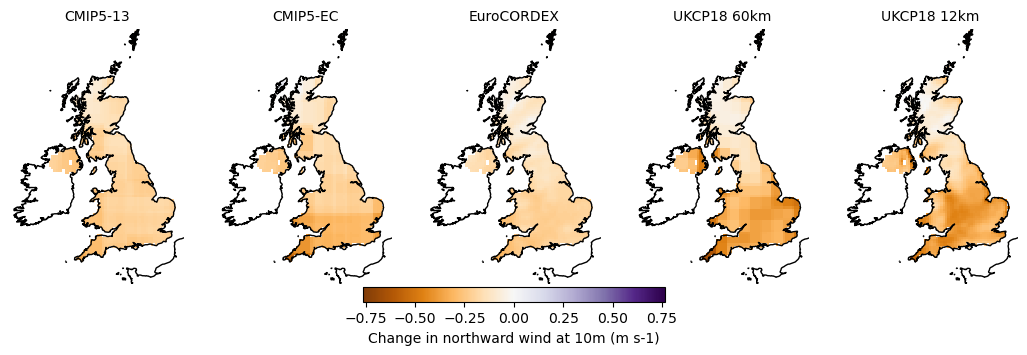 CMIP5-13 CMIP5-EC EuroCORDEX UKCP18 60km UKCP18 12km
−0.75 −0.50 −0.25 0.00 0.25 0.50 0.75
Change in northward wind at 10m (m s-1)